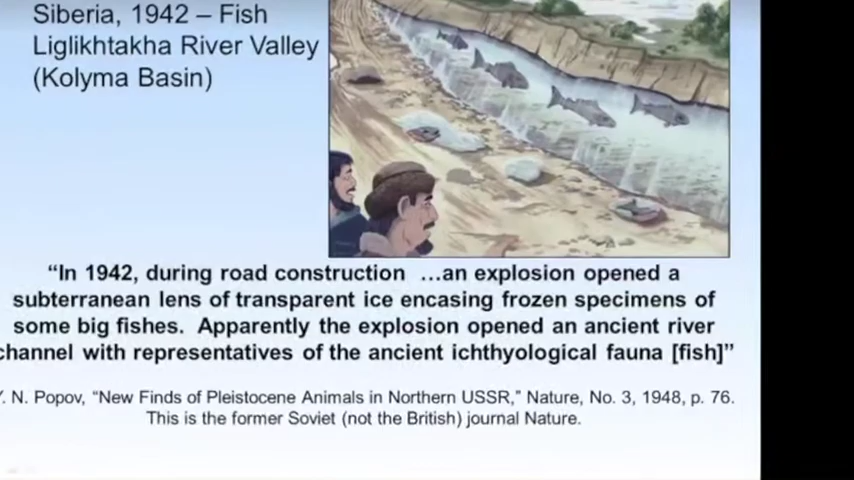 Siberia, 1942 – Fish
Liglikhtakha River Valley
(Kolyma Basin)
“In 1942, during road construction …an explosion opened a
subterranean lens of transparent ice encasing frozen specimens of
some big fishes. Apparently the explosion opened an ancient river
channel with representatives of the ancient ichthyological fauna [fish]”
Y. N. Popov, “New Finds of Pleistocene Animals in Northern USSR,” Nature, No. 3, 1948, p. 76.
This is the former Soviet (not the British) journal Nature.